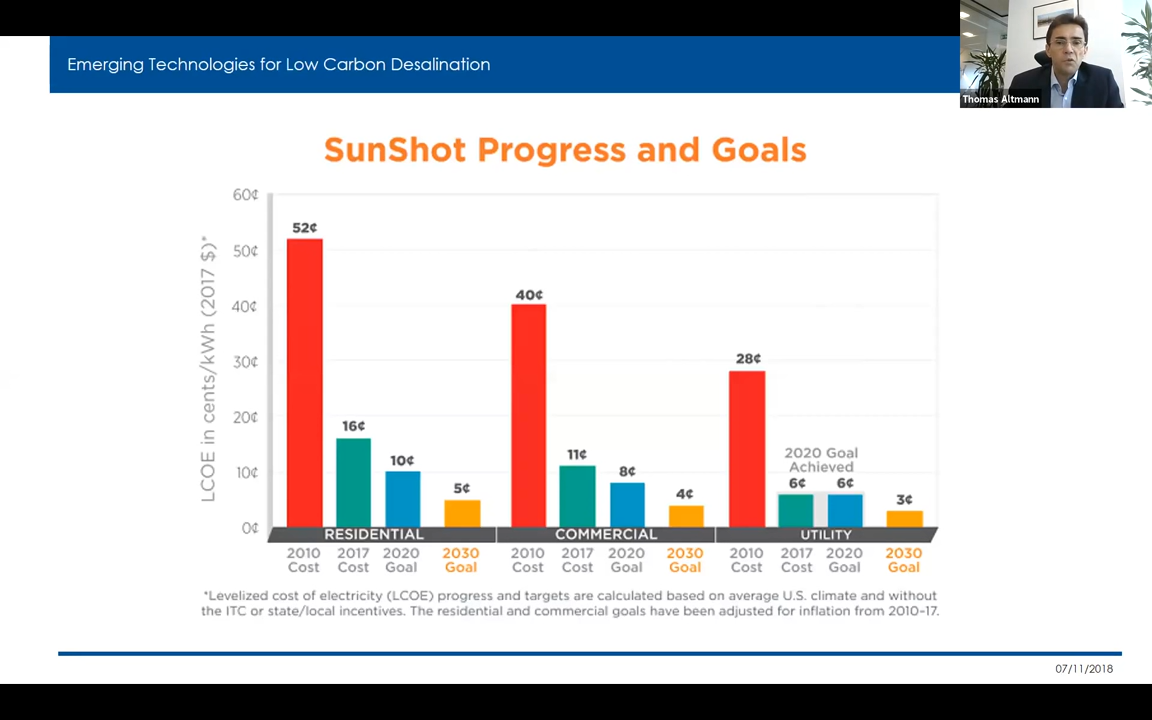 Emerging Technologies for Low Carbon Desalination
Thomas Altmann
SunShot Progress and Goals
LCOE in cents/kWh (2017 $)*
60¢
50¢
40¢
30¢
20¢
10¢
0¢
52¢
16¢
10¢
5¢
40¢
11¢
8¢
4¢
28¢
2020 Goal
Achieved
6¢
6¢
3¢
RESIDENTIAL
COMMERCIAL
UTILITY
2010
Cost
2017
Cost
2020
Goal
2030
Goal
2010
Cost
2017
Cost
2020
Goal
2030
Goal
2010
Cost
2017
Cost
2020
Goal
2030
Goal
*Levelized cost of electricity (LCOE) progress and targets are calculated based on average U.S. climate and without
the ITC or state/local incentives. The residential and commercial goals have been adjusted for inflation from 2010–17.
07/11/2018